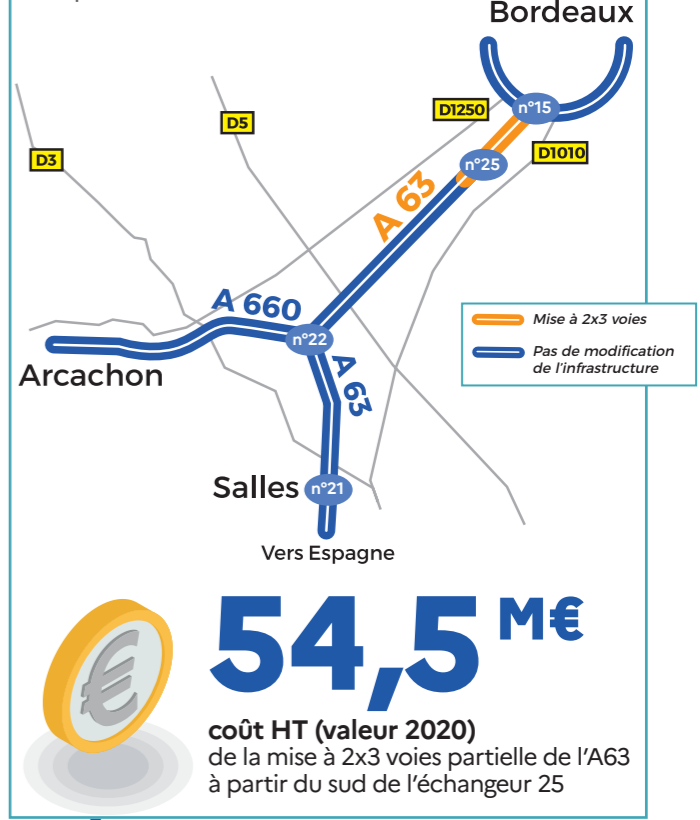 Bordeaux
D1250
n°15
D5
D1010
D3
n°25
A 63
A 660
n°22
Mise à 2x3 voies
Pas de modification
de l'infrastructure
Arcachon
A 63
Salles
n°21
Vers Espagne
54,5 M€
coût HT (valeur 2020)
de la mise à 2x3 voies partielle de l'A63
à partir du sud de l'échangeur 25